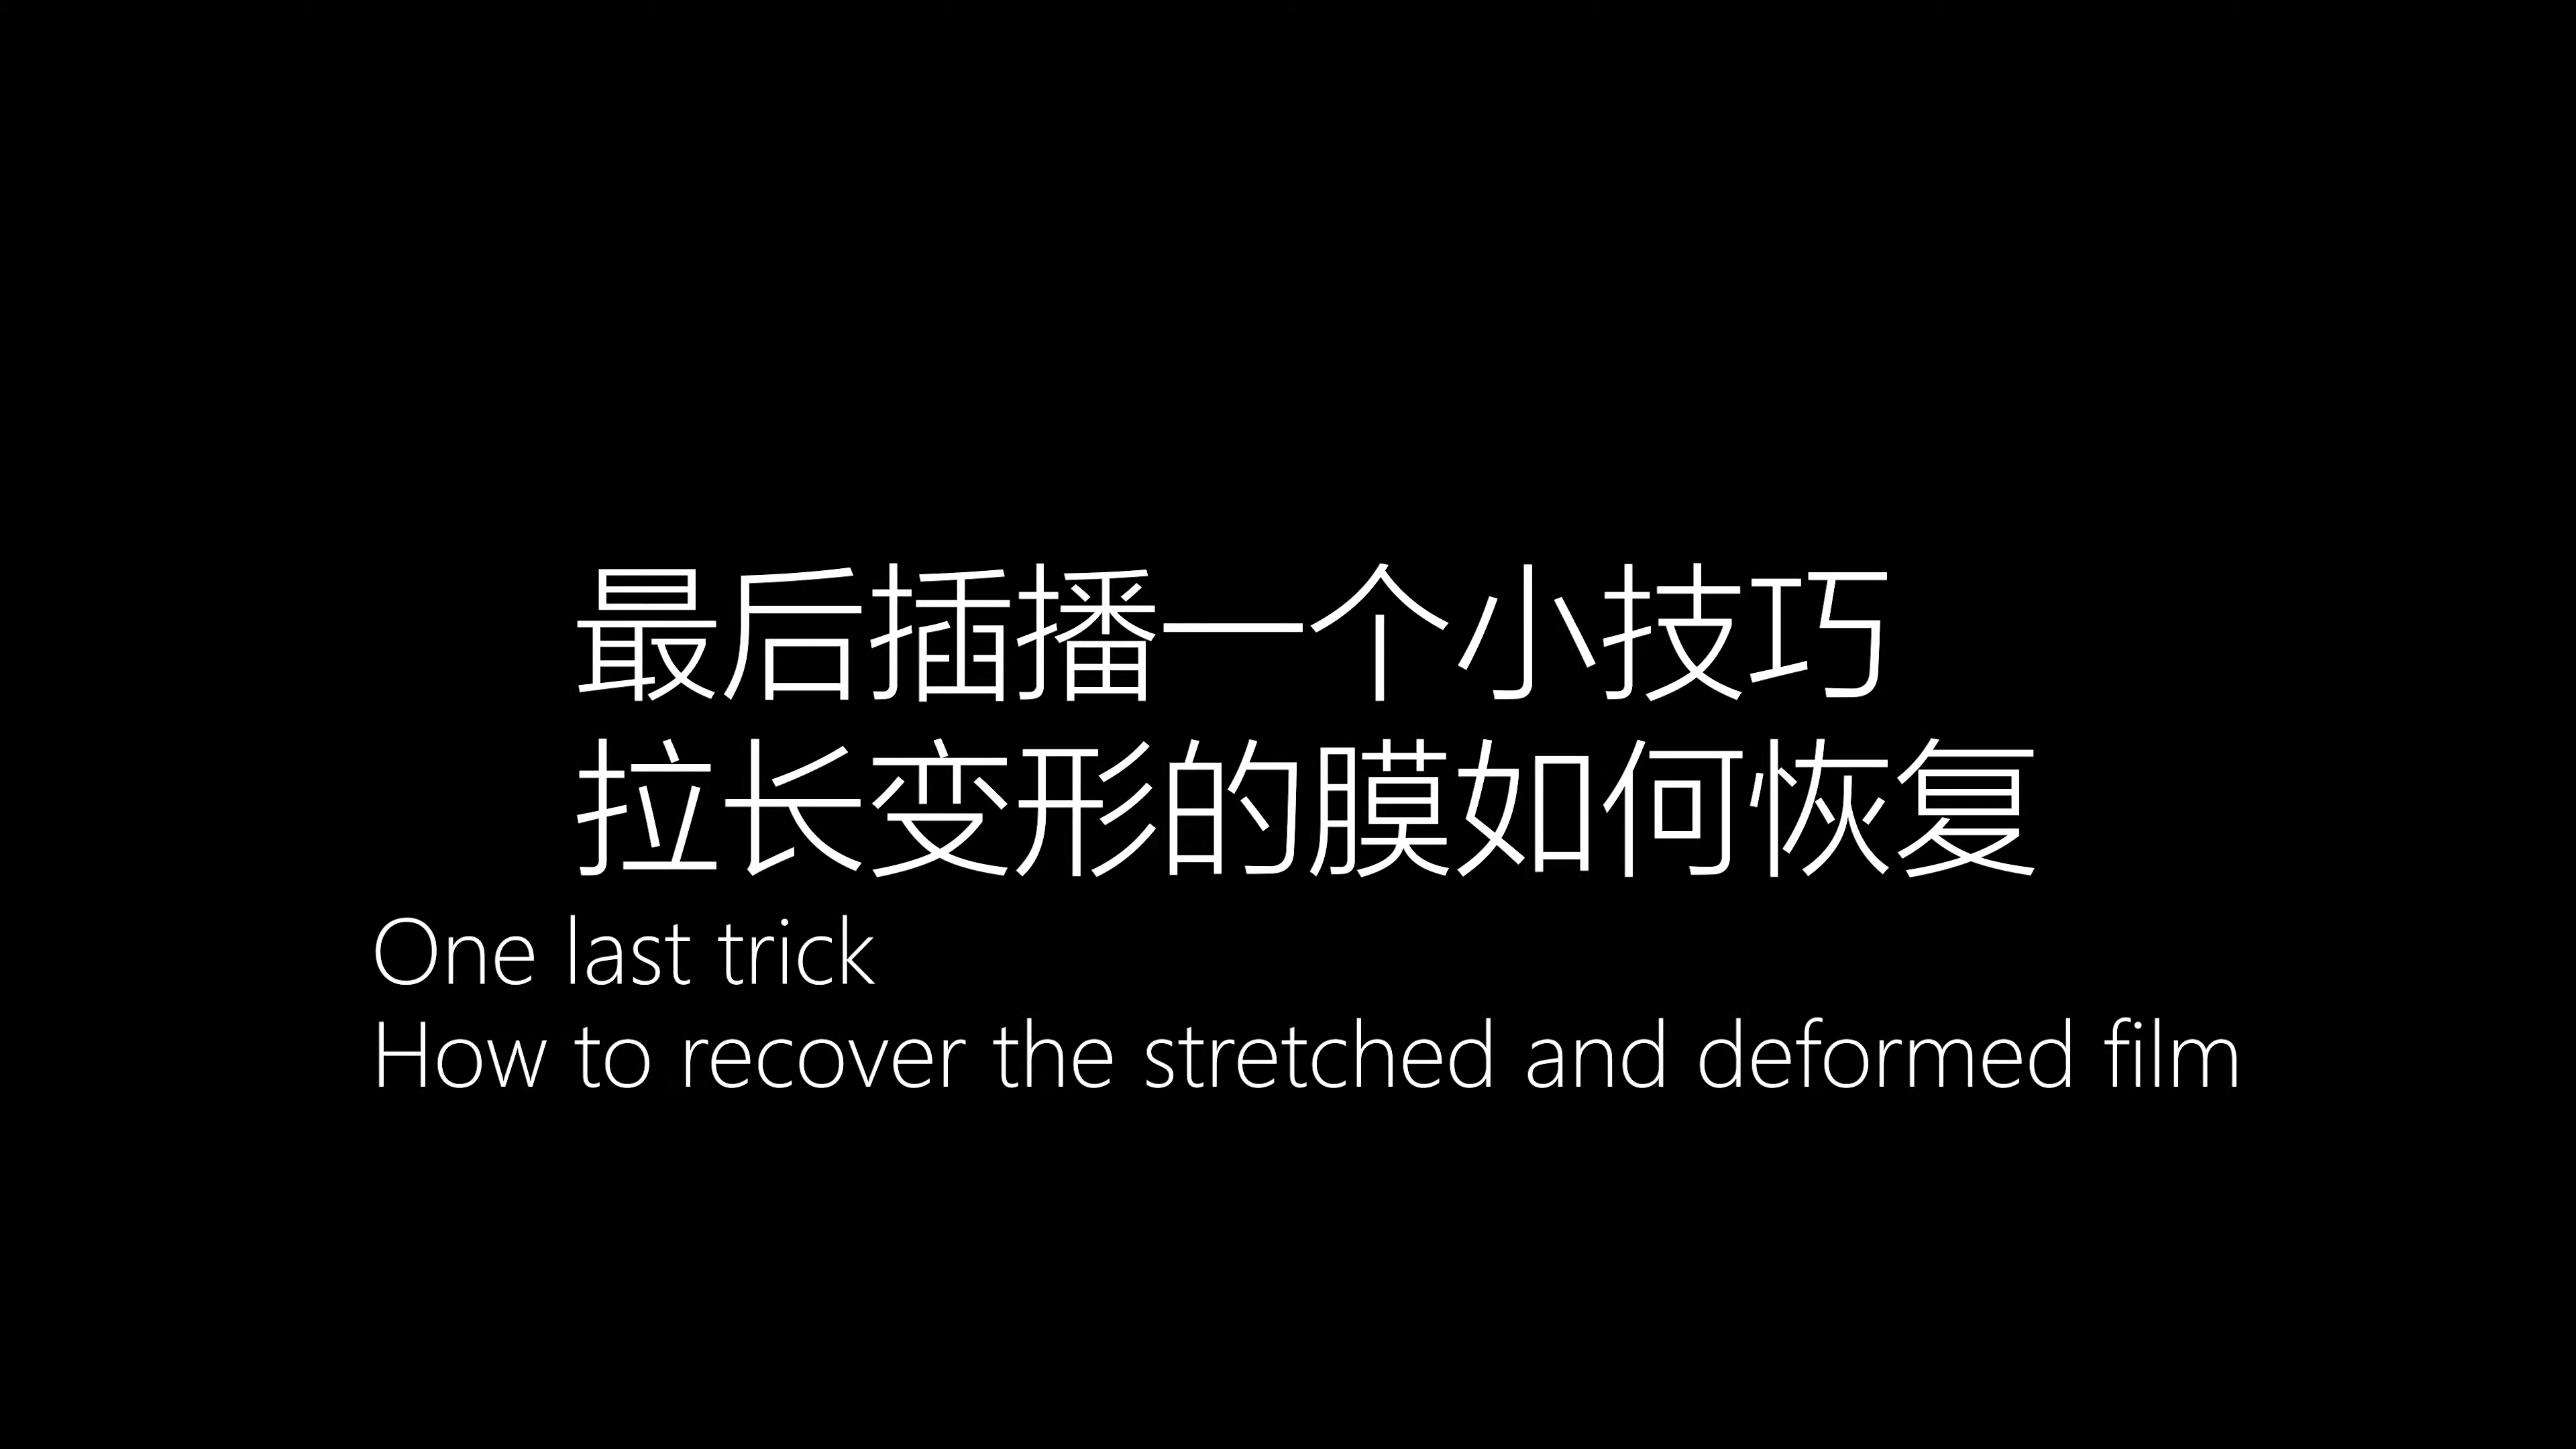 最后插播一个小技巧
拉长变形的膜如何恢复
One last trick
How to recover the stretched and deformed film